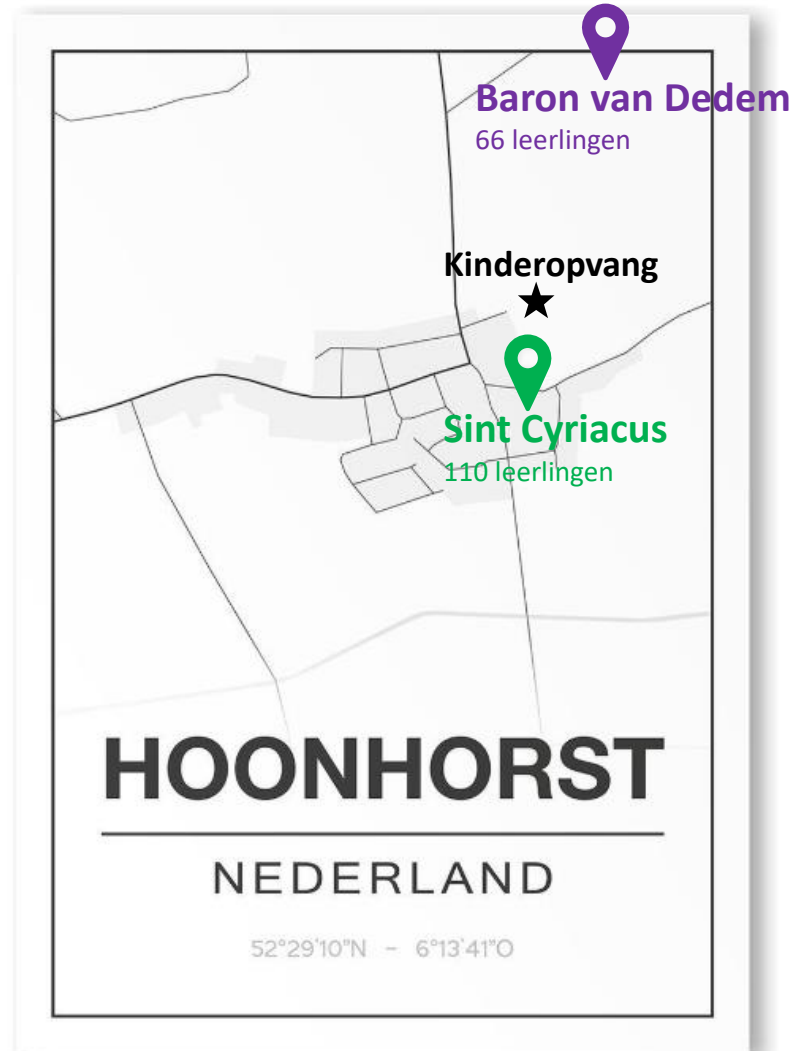 Baron van Dedem
66 leerlingen
Kinderopvang
Sint Cyriacus
110 leerlingen
HOONHORST
NEDERLAND
52°29'10"N – 6°13'41"O